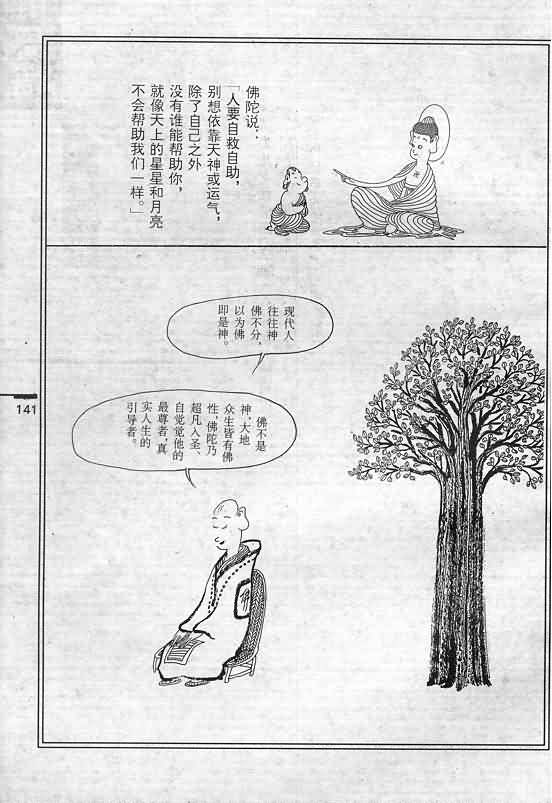 佛陀说：
「人要自救自助，
别想依靠天神或运气，
除了自己之外
没有谁能帮助你，
就像天上的星星和月亮
不会帮助我们一样。」
现代人
往往神
佛不分，
以为佛
即是神。
佛不是
神．大地
众生皆有佛
性，佛陀乃
超凡入圣、
自觉觉他的
最尊者，真
实人生的
引导者。
佛
141